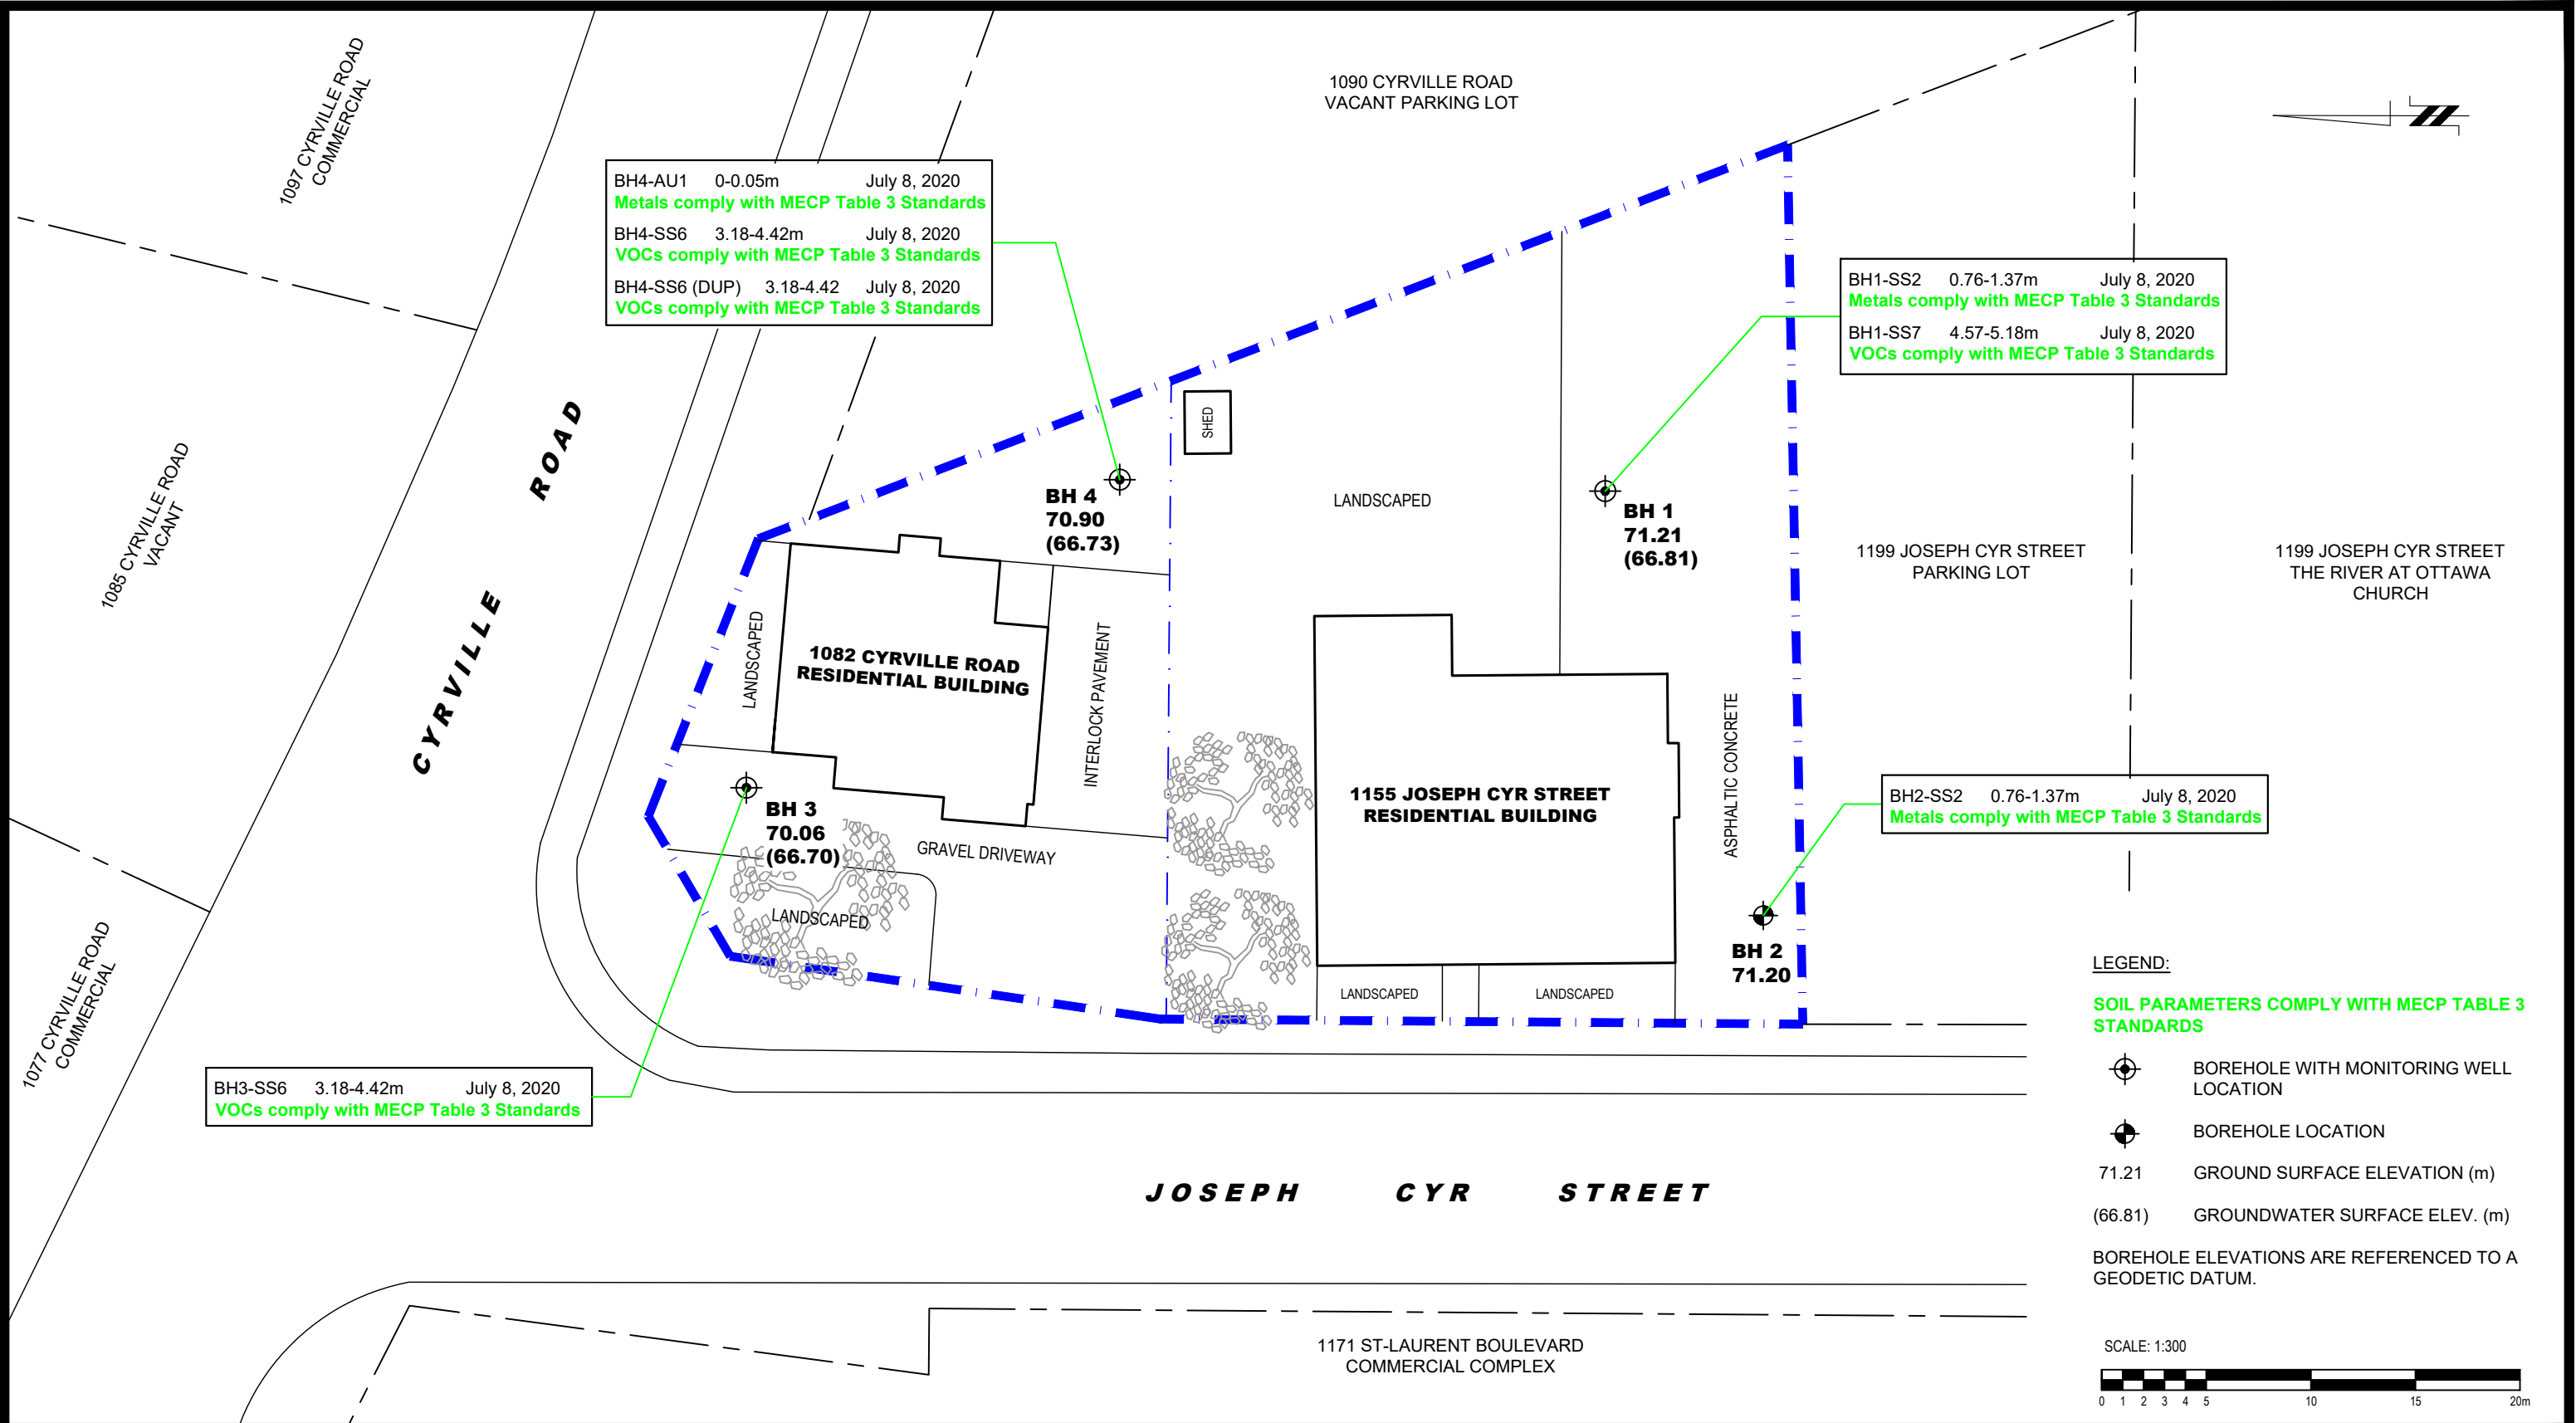 1097 CYRVILLE ROAD
COMMERCIAL
1090 CYRVILLE ROAD
VACANT PARKING LOT
BH4-AU1 0-0.05m July 8, 2020
Metals comply with MECP Table 3 Standards
BH4-SS6 3.18-4.42m July 8, 2020
VOCs comply with MECP Table 3 Standards
BH4-SS6 (DUP) 3.18-4.42 July 8, 2020
VOCs comply with MECP Table 3 Standards
BH1-SS2 0.76-1.37m July 8, 2020
Metals comply with MECP Table 3 Standards
BH1-SS7 4.57-5.18m July 8, 2020
VOCs comply with MECP Table 3 Standards
1085 CYRVILLE ROAD
VACANT
CYRVILLE ROAD
SHED
BH 4
70.90
(66.73)
LANDSCAPED
BH 1
71.21
(66.81)
1199 JOSEPH CYR STREET
PARKING LOT
1199 JOSEPH CYR STREET
THE RIVER AT OTTAWA
CHURCH
LANDSCAPED
1082 CYRVILLE ROAD
RESIDENTIAL BUILDING
INTERLOCK PAVEMENT
BH 3
70.06
(66.70)
GRAVEL DRIVEWAY
LANDSCAPED
1155 JOSEPH CYR STREET
RESIDENTIAL BUILDING
ASPHALTIC CONCRETE
BH2-SS2 0.76-1.37m July 8, 2020
Metals comply with MECP Table 3 Standards
BH 2
71.20
LANDSCAPED
LANDSCAPED
1077 CYRVILLE ROAD
COMMERCIAL
BH3-SS6 3.18-4.42m July 8, 2020
VOCs comply with MECP Table 3 Standards
JOSEPH CYR STREET
1171 ST-LAURENT BOULEVARD
COMMERCIAL COMPLEX
LEGEND:
SOIL PARAMETERS COMPLY WITH MECP TABLE 3
STANDARDS
BOREHOLE WITH MONITORING WELL
LOCATION
BOREHOLE LOCATION
71.21 GROUND SURFACE ELEVATION (m)
(66.81) GROUNDWATER SURFACE ELEV. (m)
BOREHOLE ELEVATIONS ARE REFERENCED TO A
GEODETIC DATUM.
SCALE: 1:300
0 1 2 3 4 5 10 15 20m